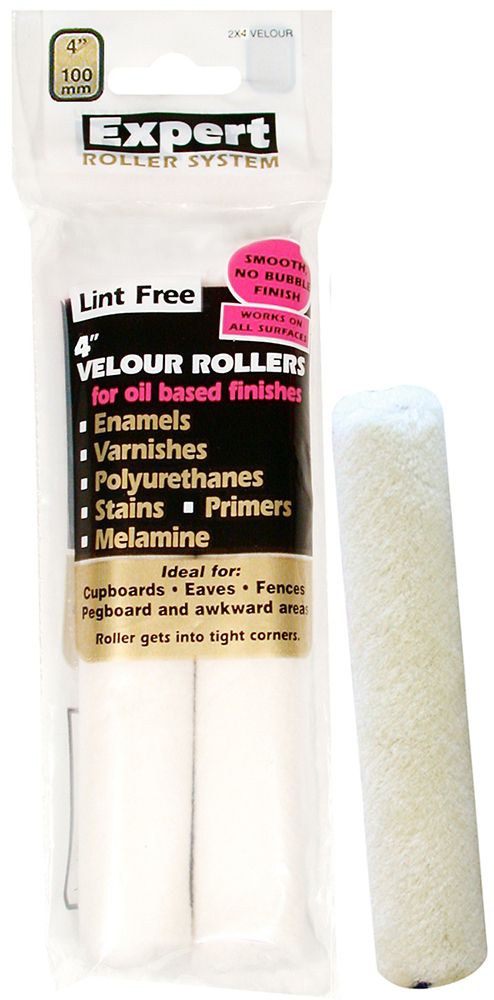 4"
100
mm
2X4 VELOUR
Expert
ROLLER SYSTEM
SMOOTH,
NO BUBBLE
FINISH
WORKS ON
ALL SURFACES
Lint Free
4"
VELOUR ROLLERS
for oil based finishes
▪ Enamels
▪ Varnishes
▪ Polyurethanes
▪ Stains ▪ Primers
▪ Melamine
Ideal for:
Cupboards • Eaves • Fences
Pegboard and awkward areas
Roller gets into tight corners.